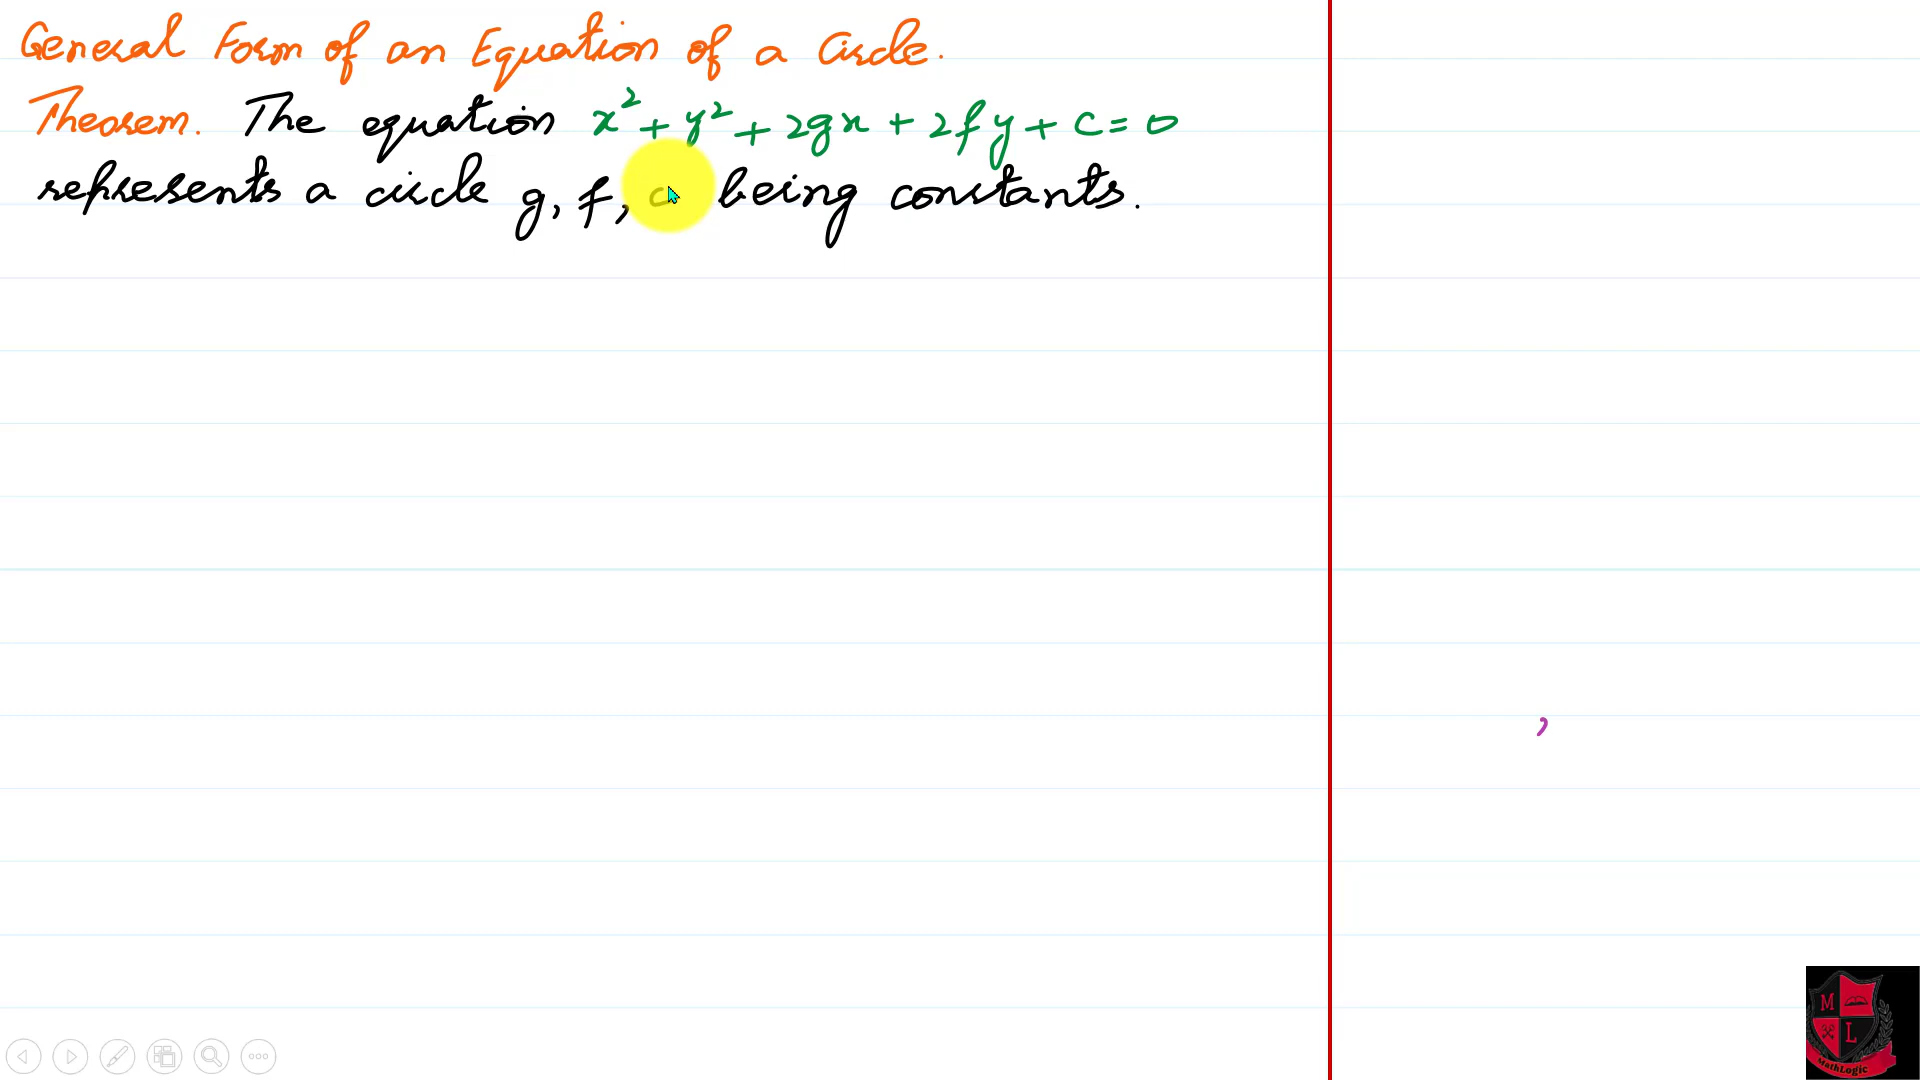 General Form of an Equation of a Circle.
Theorem. The equation x² + y² + 2gx + 2fy + c = 0
represents a circle g, f, c being constants.
,
M L
MathLogic